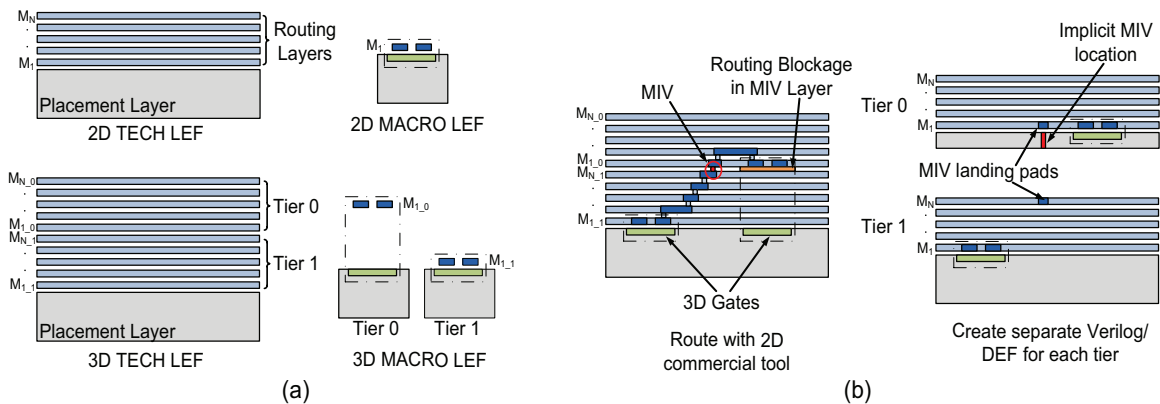 M_N
.
.
M_1
Routing
Layers
Placement Layer
2D TECH LEF
M_1
2D MACRO LEF
M_N_0
.
.
M_1_0
M_N_1
.
.
M_1_1
Tier 0
Tier 1
Placement Layer
3D TECH LEF
M_1_0
M_1_1
Tier 0
Tier 1
3D MACRO LEF
(a)
MIV
Routing Blockage
in MIV Layer
M_N_0
.
.
M_1_0
M_N_1
.
.
M_1_1
3D Gates
Route with 2D
commercial tool
Implicit MIV
location
Tier 0
M_N
.
.
M_1
MIV landing pads
Tier 1
M_N
.
.
M_1
Create separate Verilog/
DEF for each tier
(b)